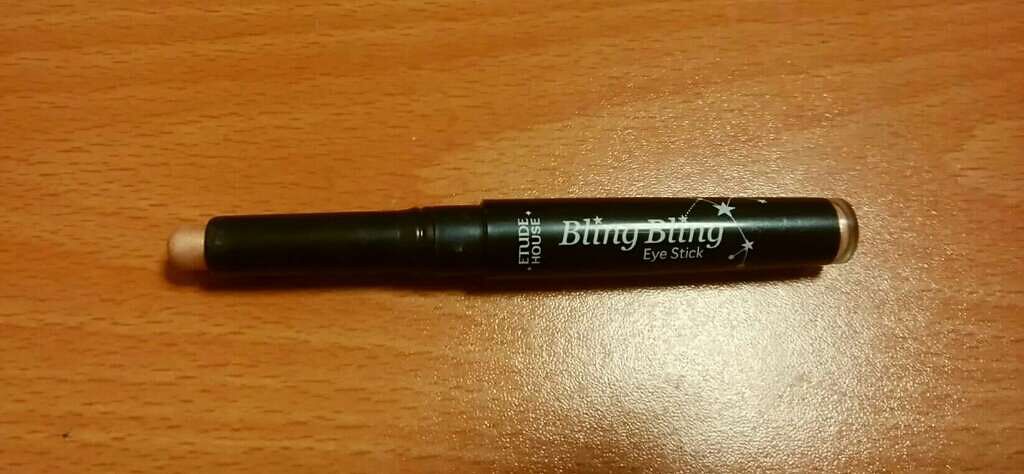 ETUDE
HOUSE
Bling Bling
Eye Stick